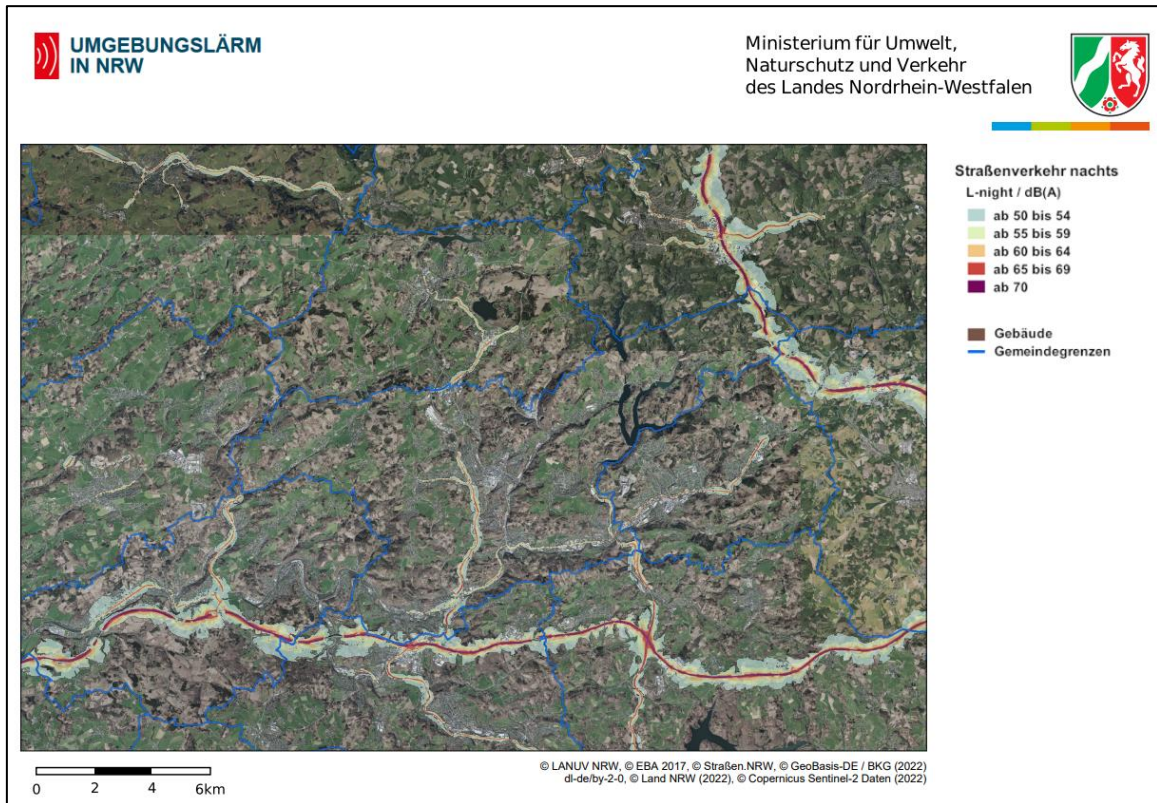 UMGEBUNGSLÄRM
IN NRW
Ministerium für Umwelt,
Naturschutz und Verkehr
des Landes Nordrhein-Westfalen
Straßenverkehr nachts
L-night / dB(A)
ab 50 bis 54
ab 55 bis 59
ab 60 bis 64
ab 65 bis 69
ab 70
Gebäude
Gemeindegrenzen
0 2 4 6km
© LANUV NRW, © EBA 2017, © Straßen.NRW, © GeoBasis-DE / BKG (2022)
dl-de/by-2-0, © Land NRW (2022), © Copernicus Sentinel-2 Daten (2022)